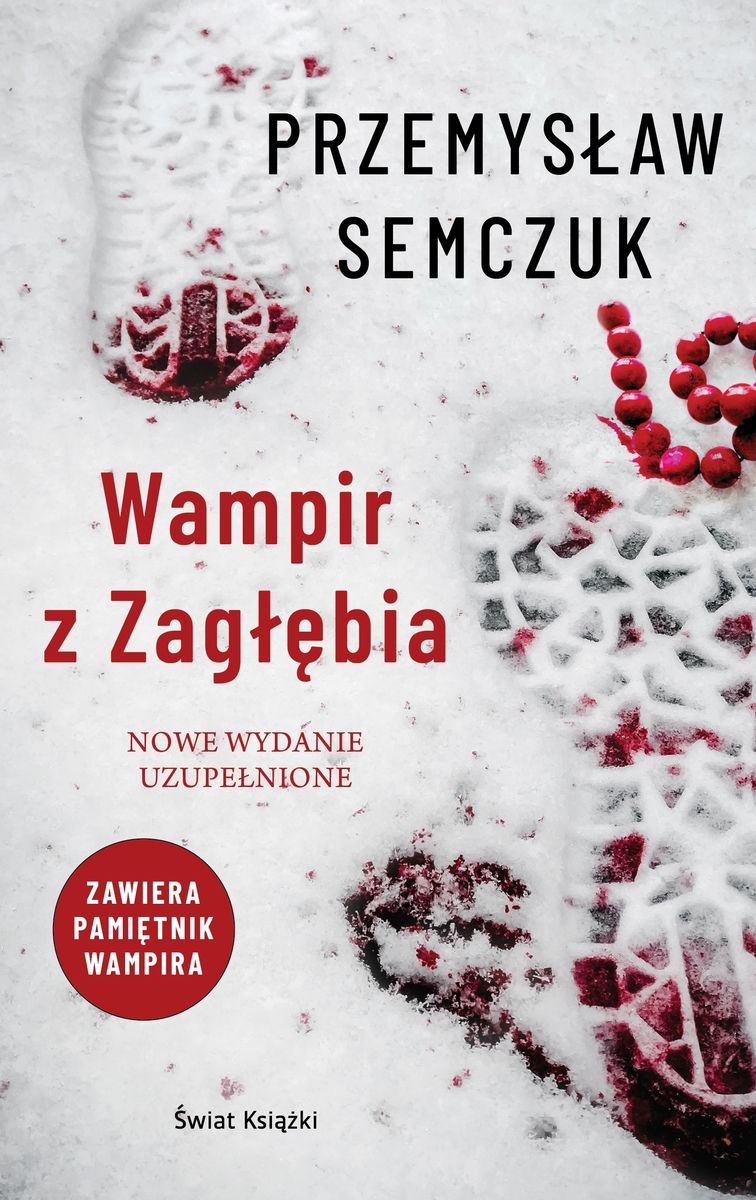 PRZEMYSŁAW
SEMCZUK
Wampir
z Zagłębia
NOWE WYDANIE
UZUPEŁNIONE
ZAWIERA
PAMIĘTNIK
WAMPIRA
Świat Książki